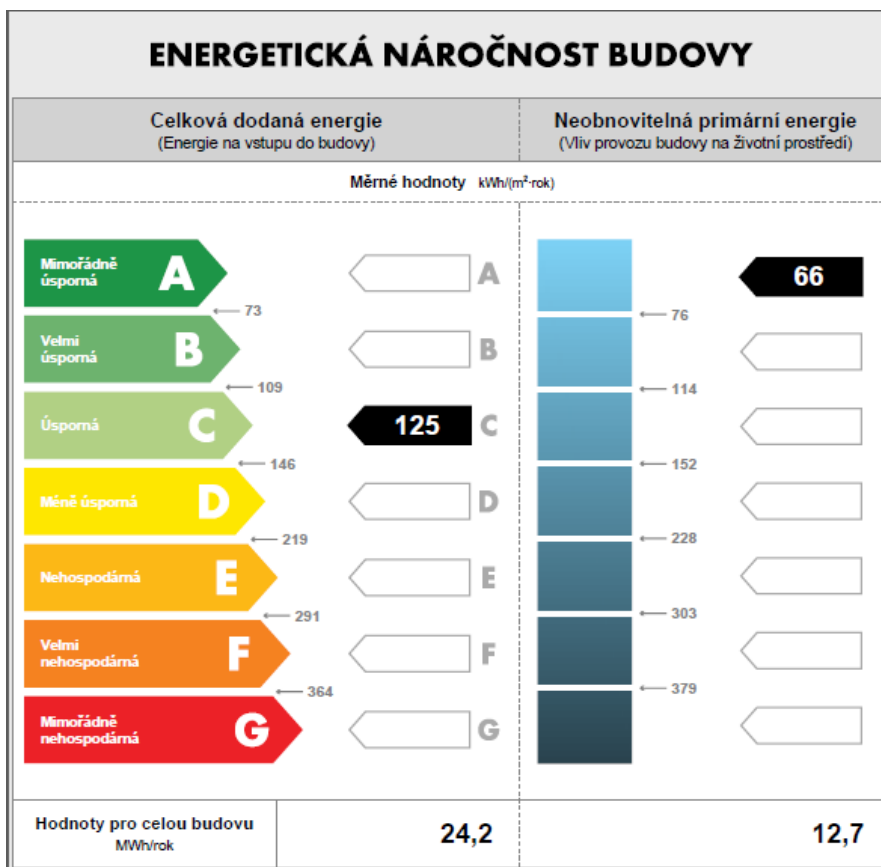 ENERGETICKÁ NÁROČNOST BUDOVY
Celková dodaná energie
(Energie na vstupu do budovy)
Neobnovitelná primární energie
(Vliv provozu budovy na životní prostředí)
Měrné hodnoty kWh/(m²·rok)
Mimořádně
úsporná
A
A
66
73
76
Velmi
úsporná
B
B
109
114
Úsporná
C
125
C
146
152
Méně úsporná
D
D
219
228
Nehospodárná
E
E
291
303
Velmi
nehospodárná
F
F
364
379
Mimořádně
nehospodárná
G
G
Hodnoty pro celou budovu
MWh/rok
24,2
12,7